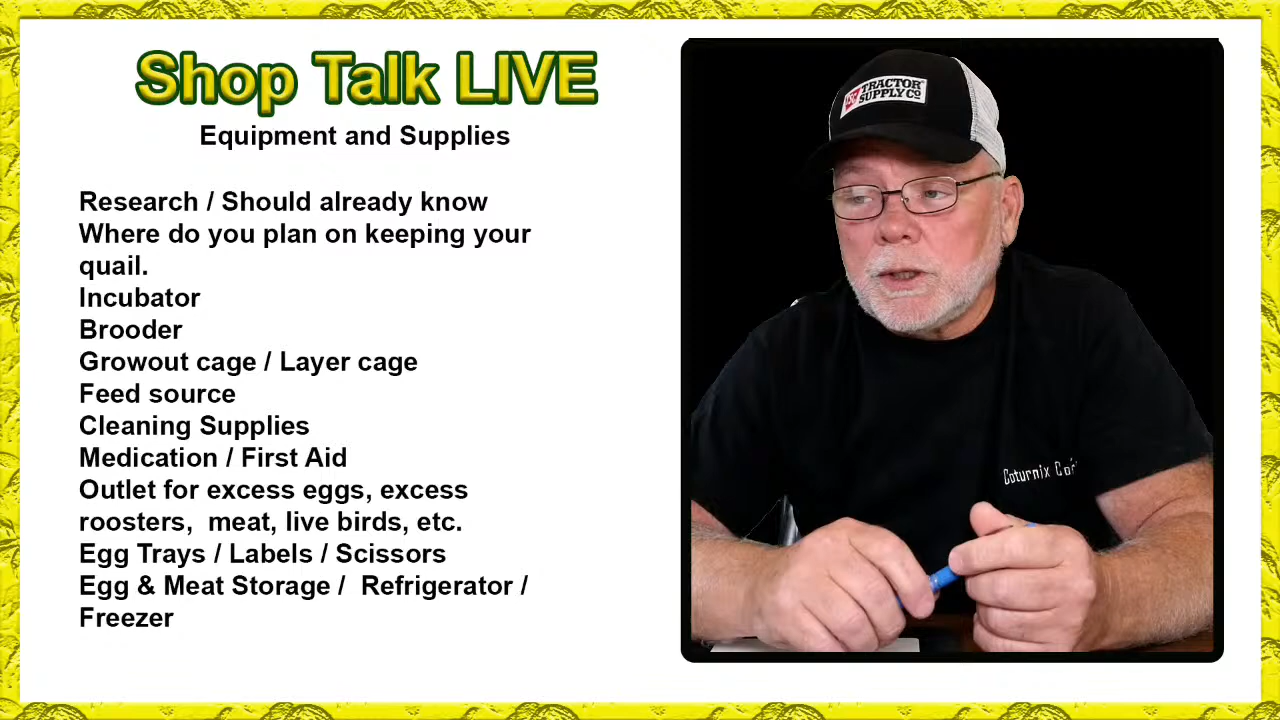 Shop Talk LIVE
Equipment and Supplies
Research / Should already know
Where do you plan on keeping your
quail.
Incubator
Brooder
Growout cage / Layer cage
Feed source
Cleaning Supplies
Medication / First Aid
Outlet for excess eggs, excess
roosters,  meat, live birds, etc.
Egg Trays / Labels / Scissors
Egg & Meat Storage /  Refrigerator /
Freezer
TSC TRACTOR
SUPPLY CO
Coturnix